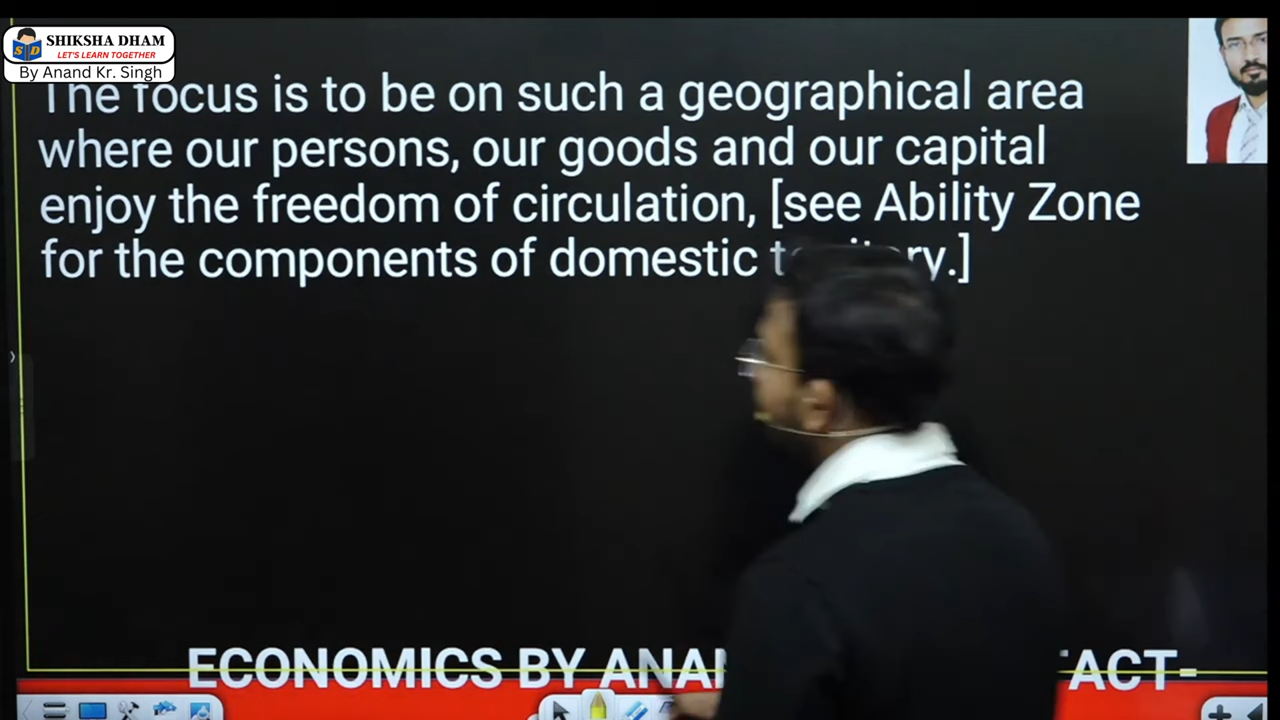 SHIKSHA DHAM
LET'S LEARN TOGETHER
By Anand Kr. Singh
The focus is to be on such a geographical area
where our persons, our goods and our capital
enjoy the freedom of circulation, [see Ability Zone
for the components of domestic territory.]
ECONOMICS BY